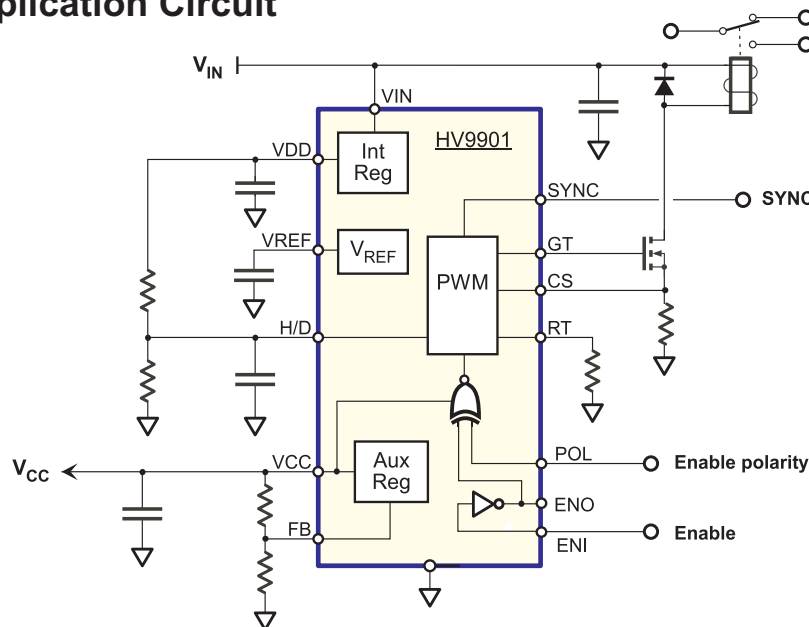 plication Circuit
VIN
VIN
HV9901
VDD
Int
Reg
SYNC
SYNC
VREF
VREF
GT
PWM
CS
H/D
RT
VCC
VCC
Aux
Reg
POL
Enable polarity
ENO
FB
ENI
Enable